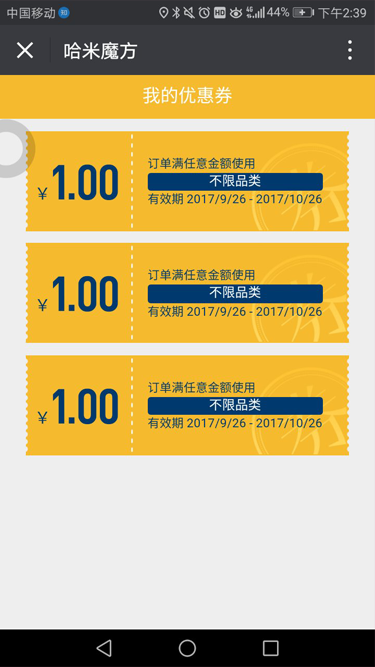 中国移动 知 HD 4G 44% 下午2:39
哈米魔方
我的优惠券
¥1.00
订单满任意金额使用
不限品类
有效期 2017/9/26 - 2017/10/26
¥1.00
订单满任意金额使用
不限品类
有效期 2017/9/26 - 2017/10/26
¥1.00
订单满任意金额使用
不限品类
有效期 2017/9/26 - 2017/10/26